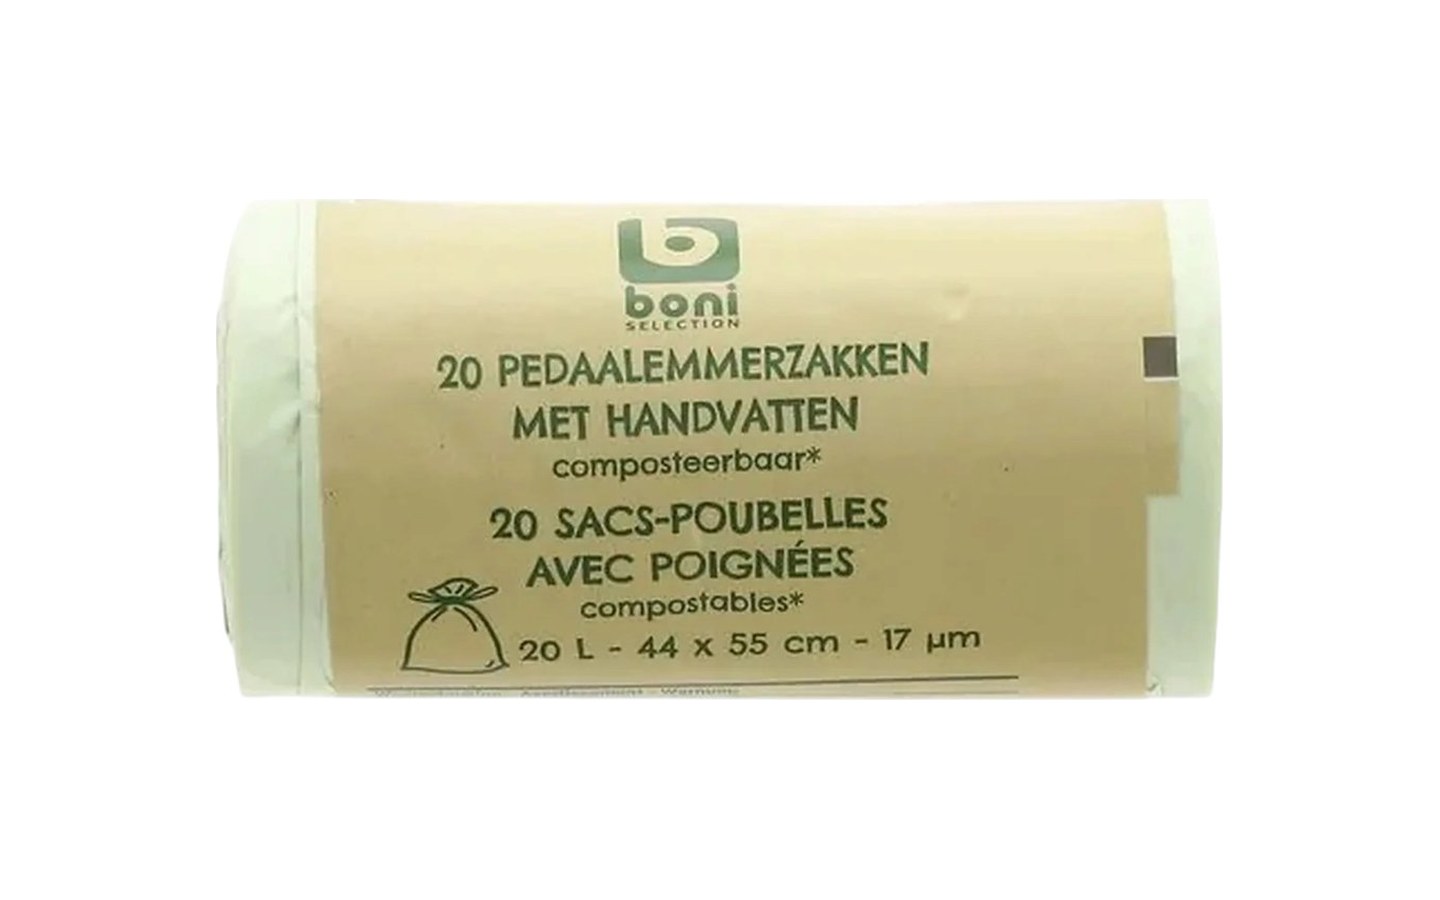 b
boni
SELECTION
20 PEDAALEMMERZAKKEN
MET HANDVATTEN
composteerbaar*
20 SACS-POUBELLES
AVEC POIGNÉES
compostables*
20 L - 44 x 55 cm - 17 µm